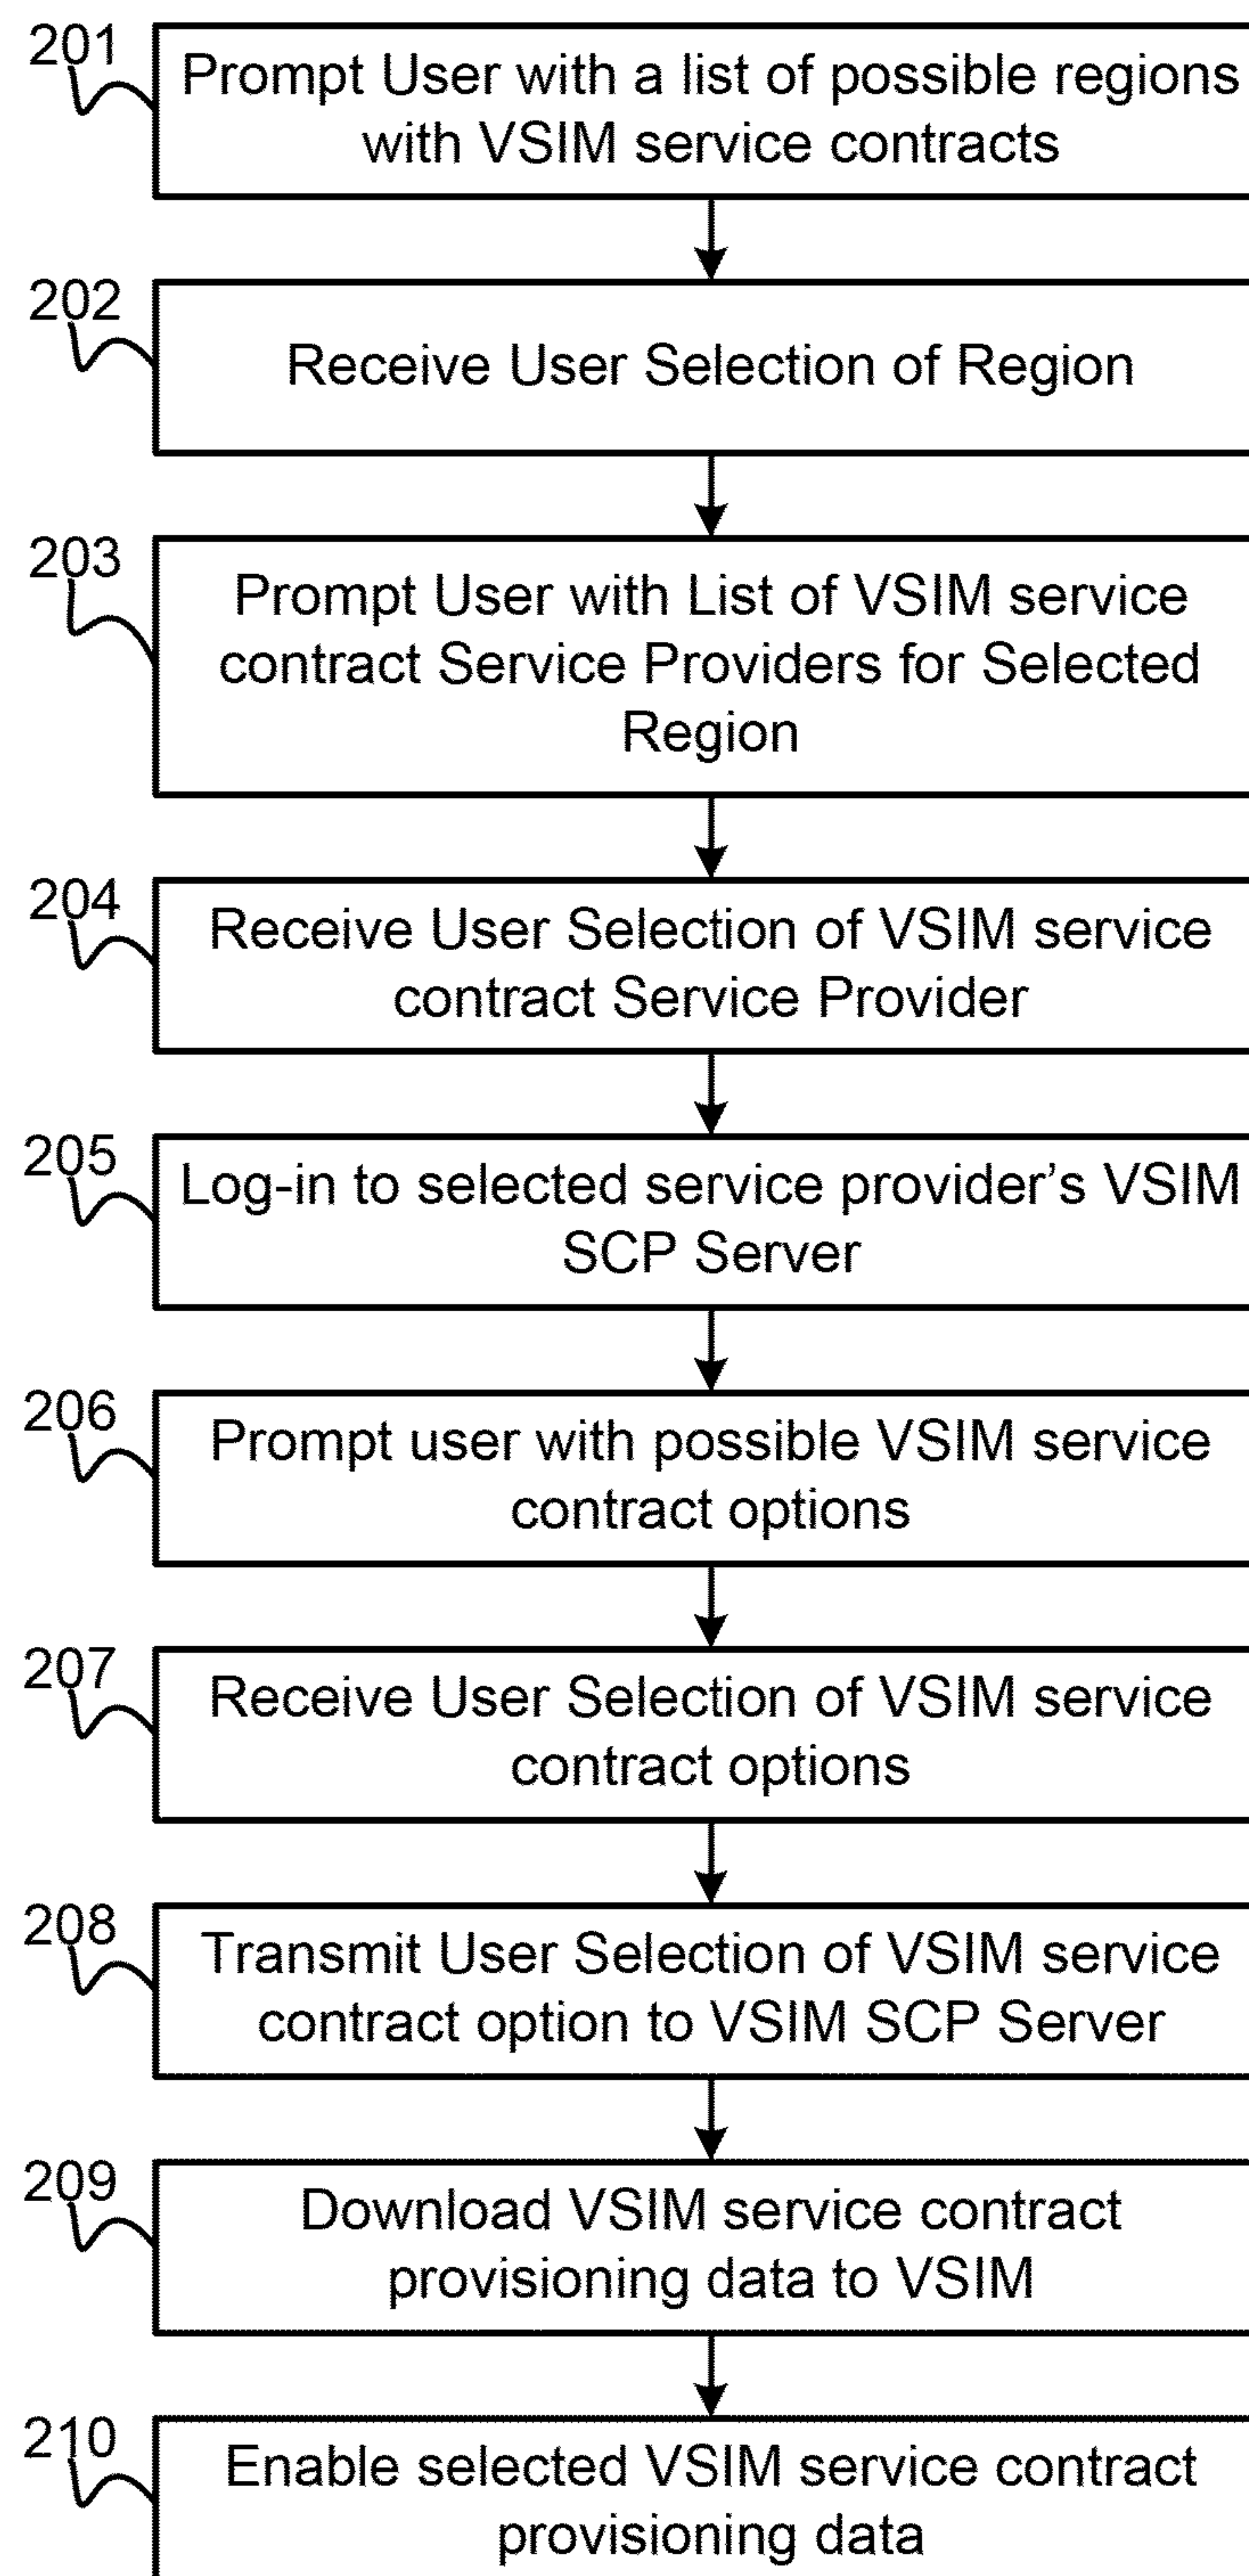 201
Prompt User with a list of possible regions
with VSIM service contracts
202
Receive User Selection of Region
203
Prompt User with List of VSIM service
contract Service Providers for Selected
Region
204
Receive User Selection of VSIM service
contract Service Provider
205
Log-in to selected service provider's VSIM
SCP Server
206
Prompt user with possible VSIM service
contract options
207
Receive User Selection of VSIM service
contract options
208
Transmit User Selection of VSIM service
contract option to VSIM SCP Server
209
Download VSIM service contract
provisioning data to VSIM
210
Enable selected VSIM service contract
provisioning data